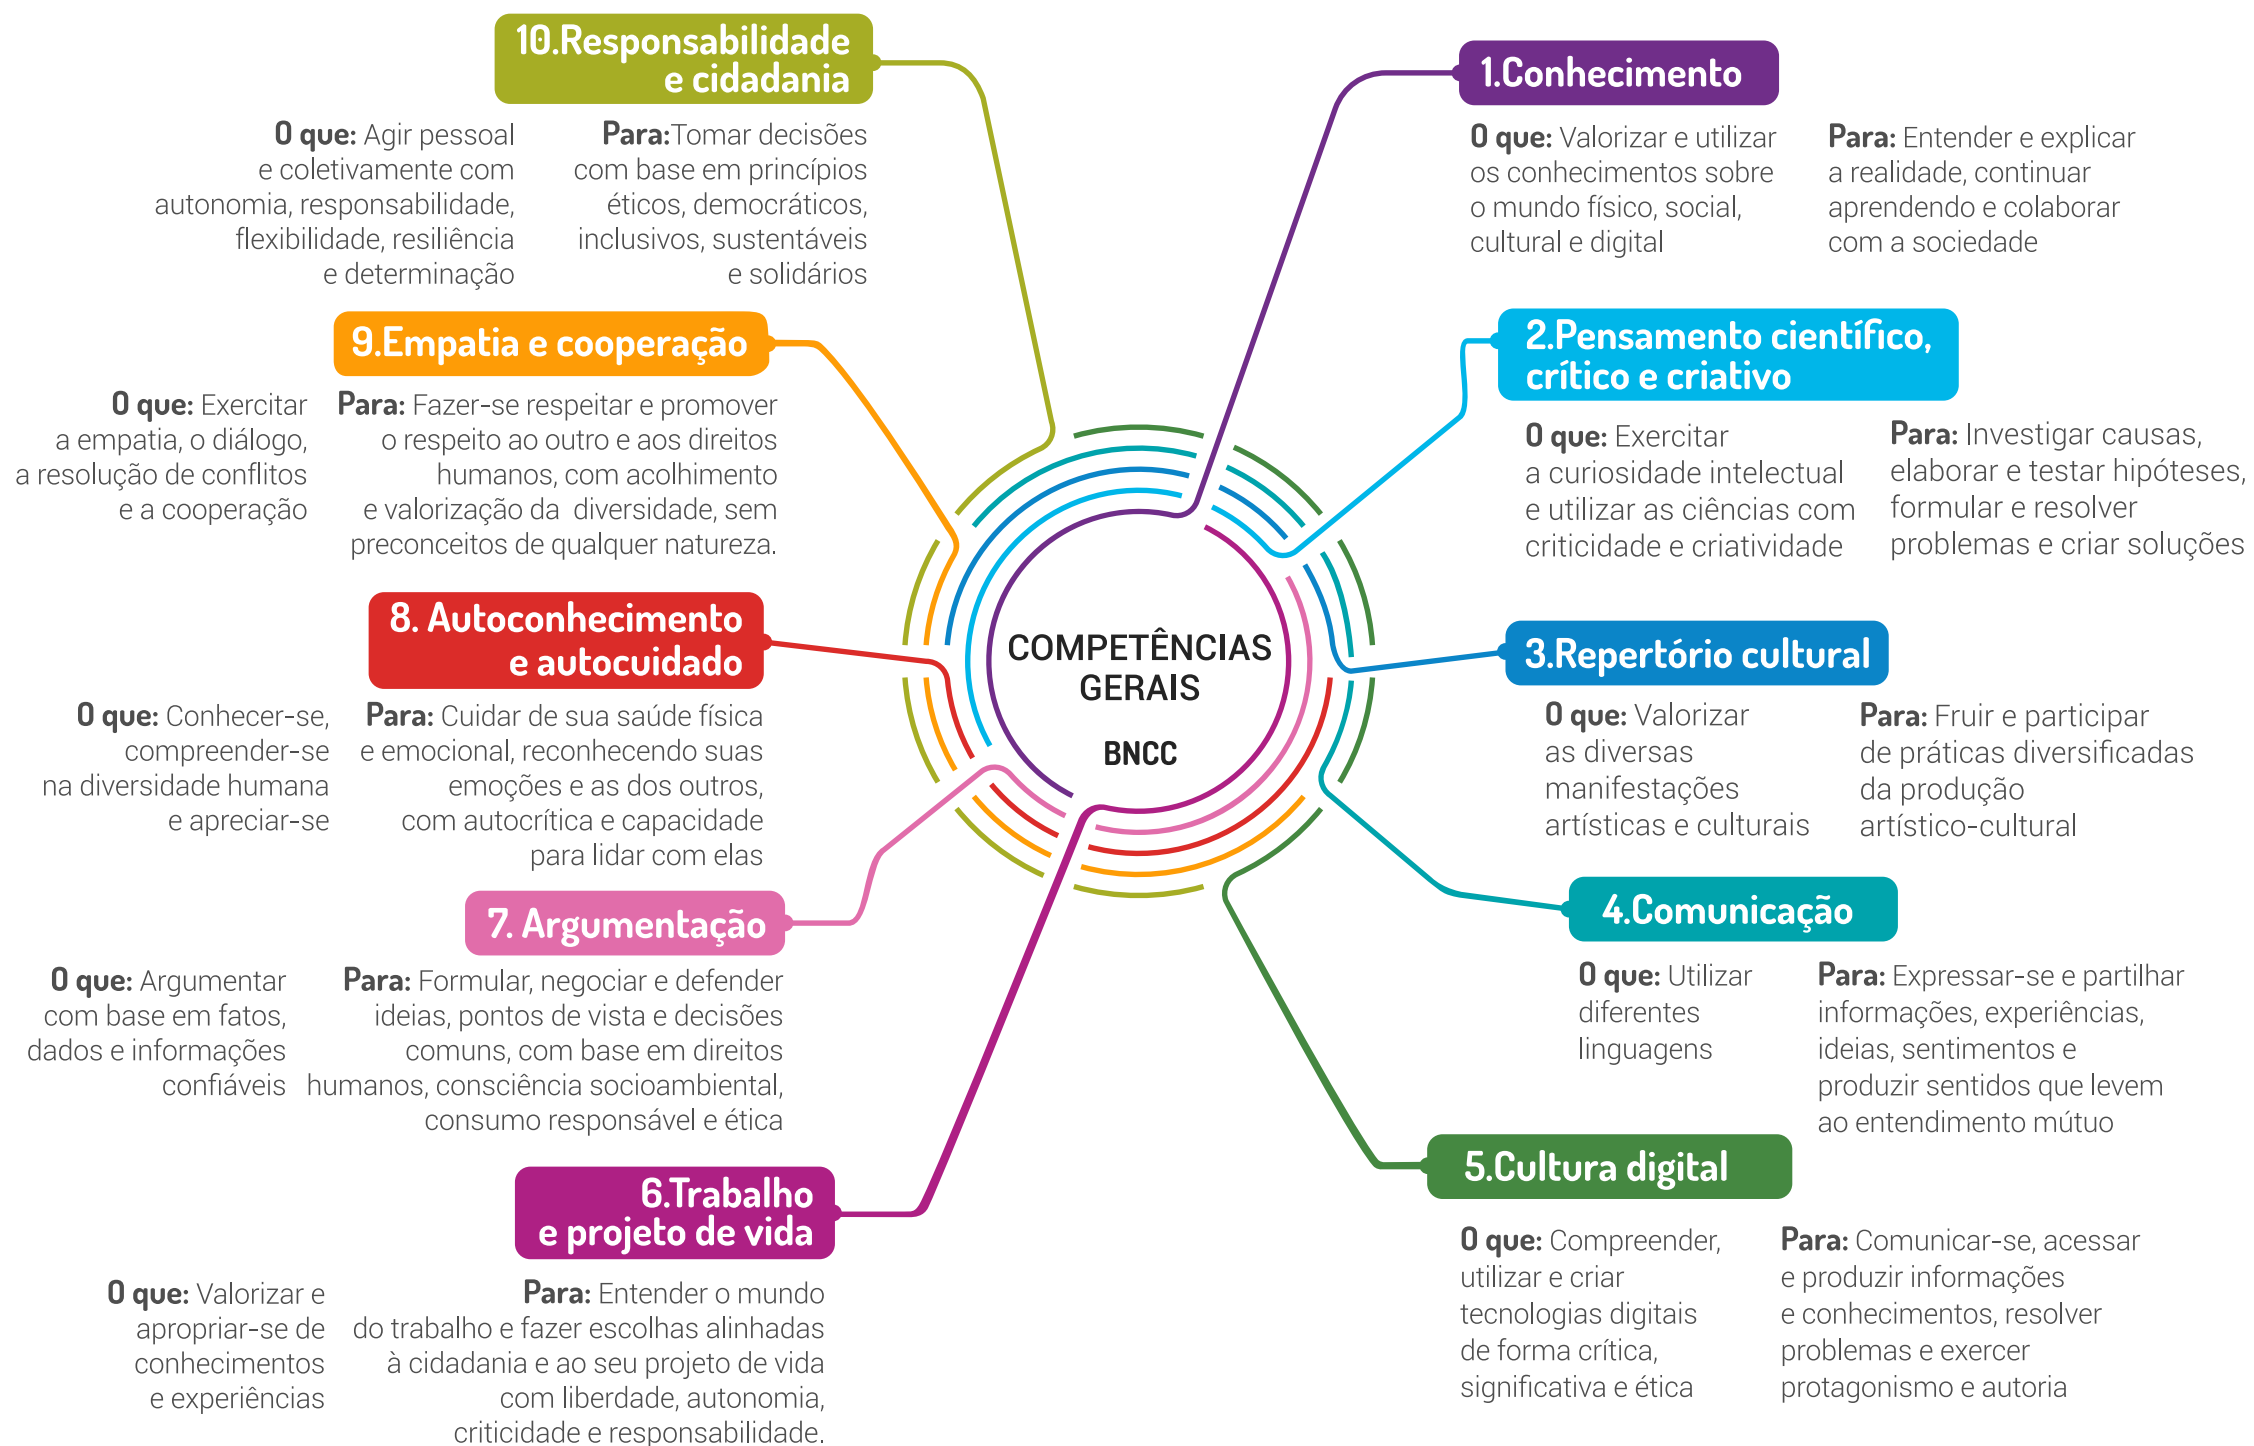 COMPETÊNCIAS
GERAIS
BNCC
1.Conhecimento
O que: Valorizar e utilizar
os conhecimentos sobre
o mundo físico, social,
cultural e digital
Para: Entender e explicar
a realidade, continuar
aprendendo e colaborar
com a sociedade
2.Pensamento científico,
crítico e criativo
O que: Exercitar
a curiosidade intelectual
e utilizar as ciências com
criticidade e criatividade
Para: Investigar causas,
elaborar e testar hipóteses,
formular e resolver
problemas e criar soluções
3.Repertório cultural
O que: Valorizar
as diversas
manifestações
artísticas e culturais
Para: Fruir e participar
de práticas diversificadas
da produção
artístico-cultural
4.Comunicação
O que: Utilizar
diferentes
linguagens
Para: Expressar-se e partilhar
informações, experiências,
ideias, sentimentos e
produzir sentidos que levem
ao entendimento mútuo
5.Cultura digital
O que: Compreender,
utilizar e criar
tecnologias digitais
de forma crítica,
significativa e ética
Para: Comunicar-se, acessar
e produzir informações
e conhecimentos, resolver
problemas e exercer
protagonismo e autoria
6.Trabalho
e projeto de vida
O que: Valorizar e
apropriar-se de
conhecimentos
e experiências
Para: Entender o mundo
do trabalho e fazer escolhas alinhadas
à cidadania e ao seu projeto de vida
com liberdade, autonomia,
criticidade e responsabilidade.
7. Argumentação
O que: Argumentar
com base em fatos,
dados e informações
confiáveis
Para: Formular, negociar e defender
ideias, pontos de vista e decisões
comuns, com base em direitos
humanos, consciência socioambiental,
consumo responsável e ética
8. Autoconhecimento
e autocuidado
O que: Conhecer-se,
compreender-se
na diversidade humana
e apreciar-se
Para: Cuidar de sua saúde física
e emocional, reconhecendo suas
emoções e as dos outros,
com autocrítica e capacidade
para lidar com elas
9.Empatia e cooperação
O que: Exercitar
a empatia, o diálogo,
a resolução de conflitos
e a cooperação
Para: Fazer-se respeitar e promover
o respeito ao outro e aos direitos
humanos, com acolhimento
e valorização da diversidade, sem
preconceitos de qualquer natureza.
10.Responsabilidade
e cidadania
O que: Agir pessoal
e coletivamente com
autonomia, responsabilidade,
flexibilidade, resiliência
e determinação
Para:Tomar decisões
com base em princípios
éticos, democráticos,
inclusivos, sustentáveis
e solidários